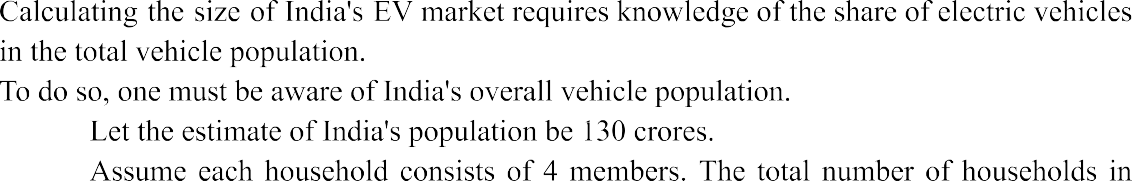 Calculating the size of India's EV market requires knowledge of the share of electric vehicles
in the total vehicle population.
To do so, one must be aware of India's overall vehicle population.
Let the estimate of India's population be 130 crores.
Assume each household consists of 4 members. The total number of households in